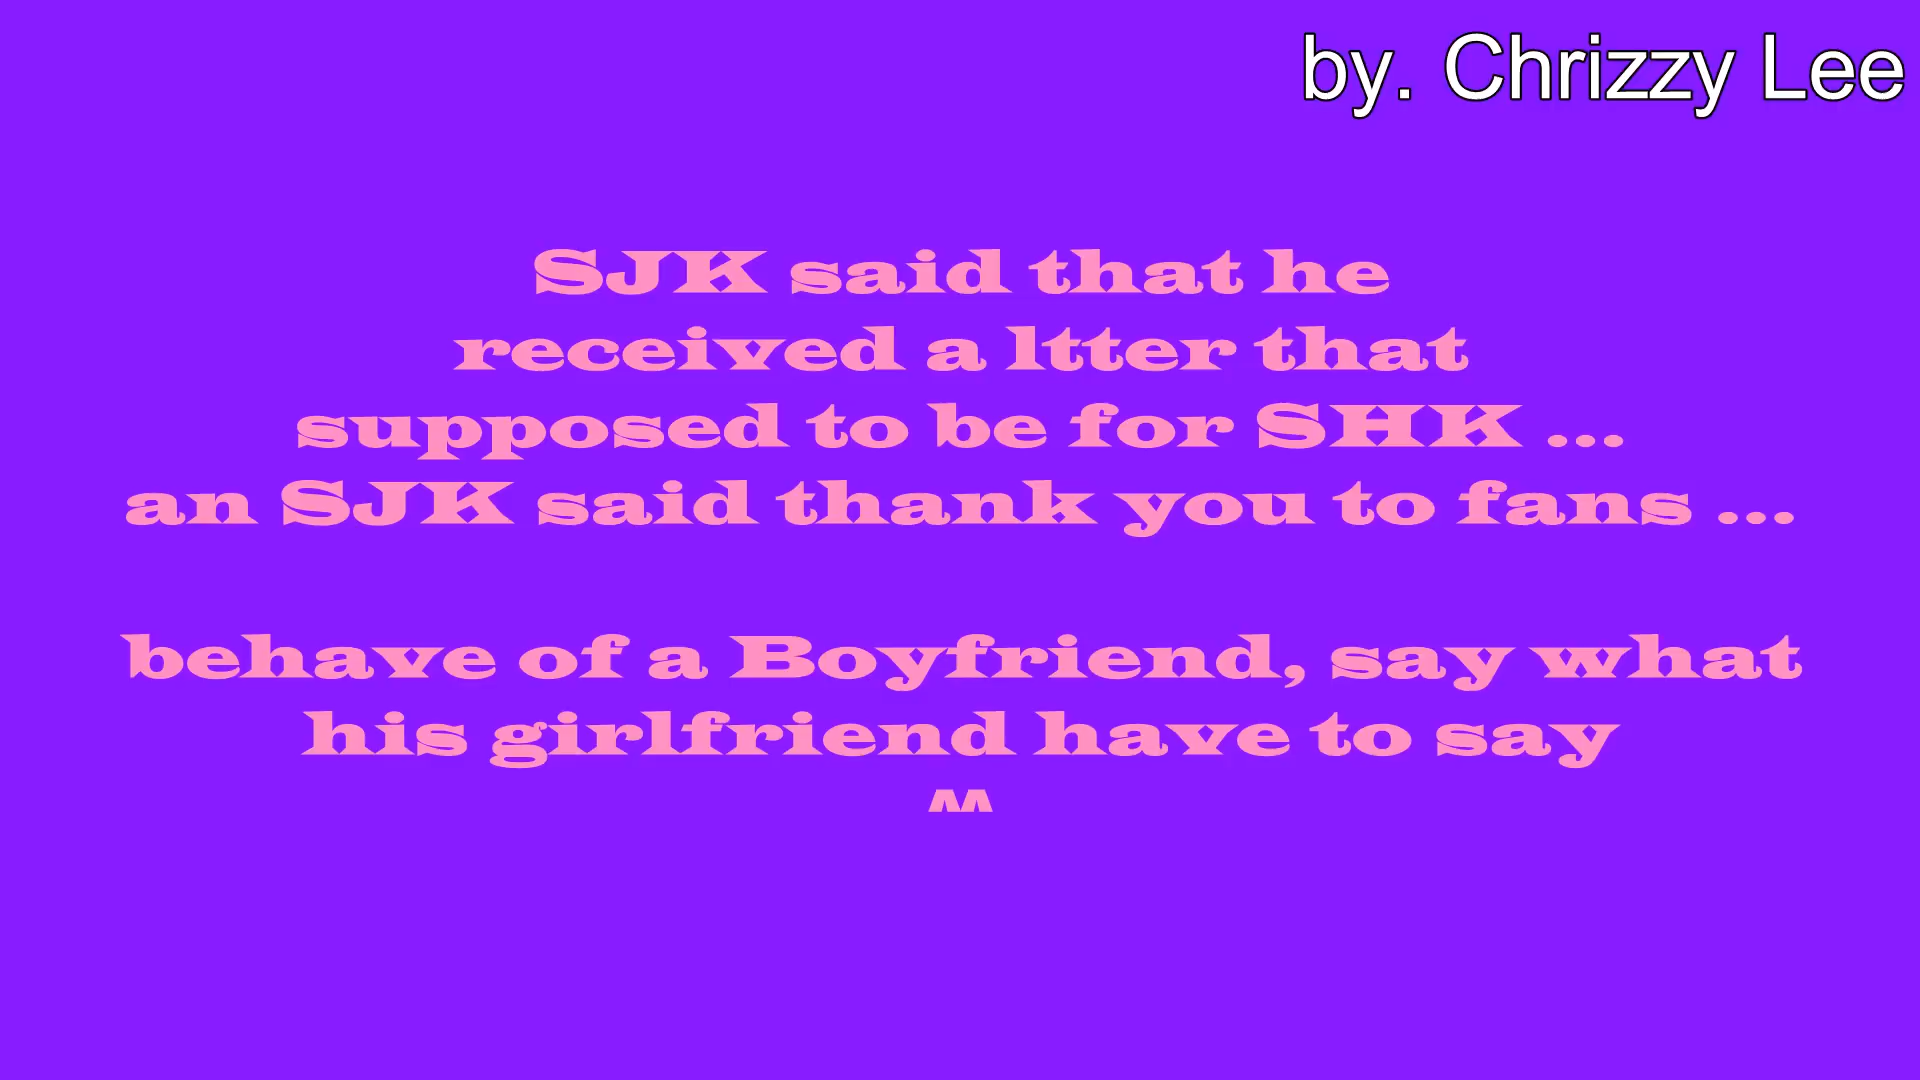 by. Chrizzy Lee
SJK said that he
received a ltter that
supposed to be for SHK ...
an SJK said thank you to fans ...
behave of a Boyfriend, say what
his girlfriend have to say
^^